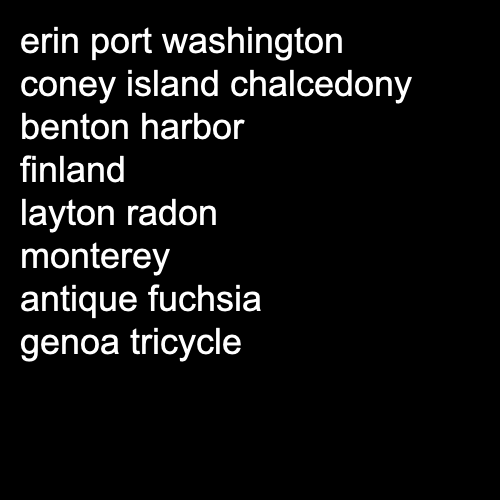 erin port washington
coney island chalcedony
benton harbor
finland
layton radon
monterey
antique fuchsia
genoa tricycle